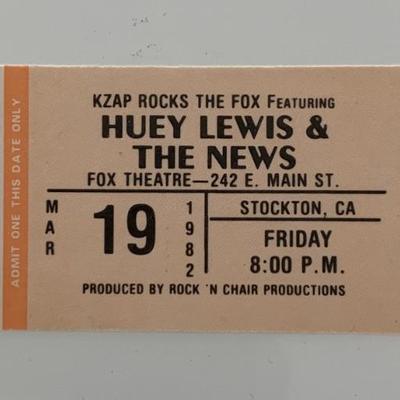 ADMIT ONE THIS DATE ONLY
KZAP ROCKS THE FOX FEATURING
HUEY LEWIS &
THE NEWS
FOX THEATRE—242 E. MAIN ST.
MAR 19 1982
STOCKTON, CA
FRIDAY
8:00 P.M.
PRODUCED BY ROCK 'N CHAIR PRODUCTIONS